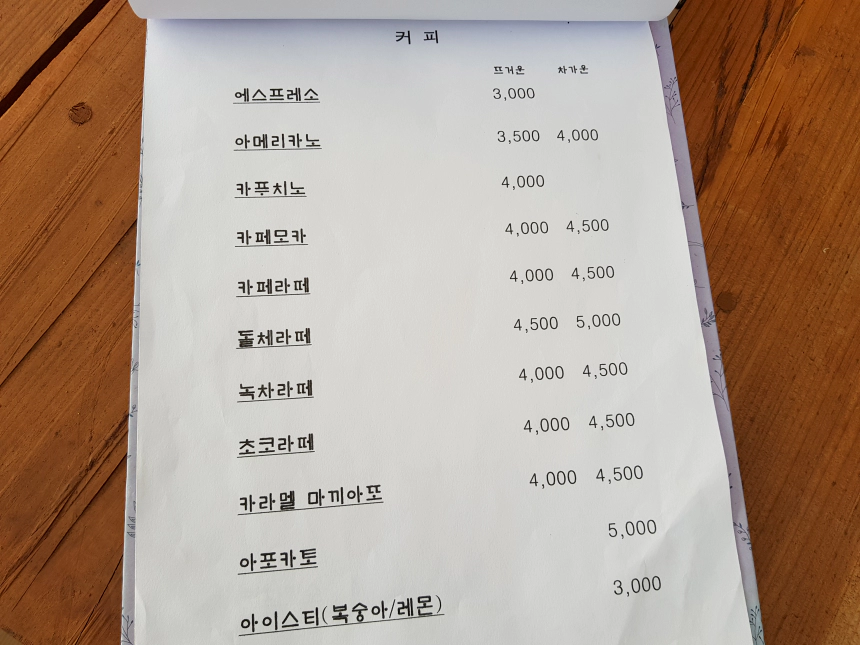 커 피
뜨거운 차가운
에스프레소 3,000
아메리카노 3,500 4,000
카푸치노 4,000
카페모카 4,000 4,500
카페라떼 4,000 4,500
돌체라떼 4,500 5,000
녹차라떼 4,000 4,500
초코라떼 4,000 4,500
카라멜 마끼아또 4,000 4,500
아포카토 5,000
아이스티(복숭아/레몬) 3,000